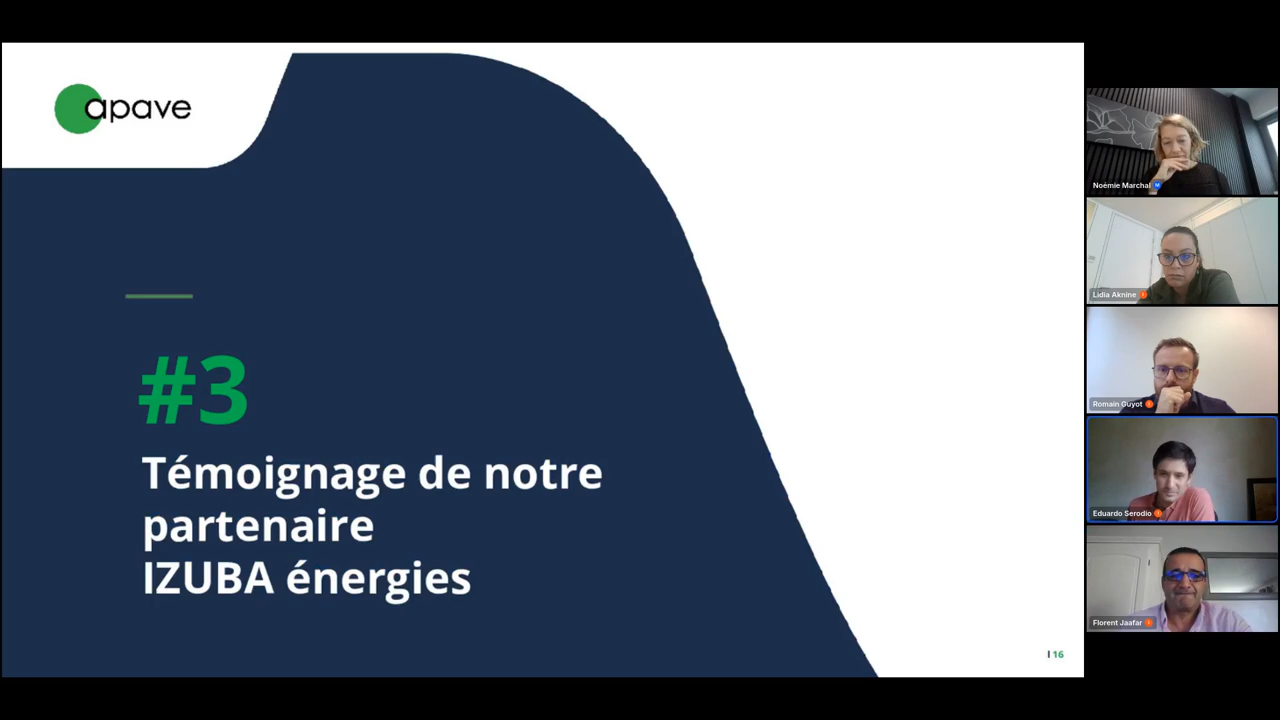 apave
#3
Témoignage de notre
partenaire
IZUBA énergies
I 16
Noémie Marchal
Lidia Aknine
Romain Guyot
Eduardo Serodio
Florent Jaafar